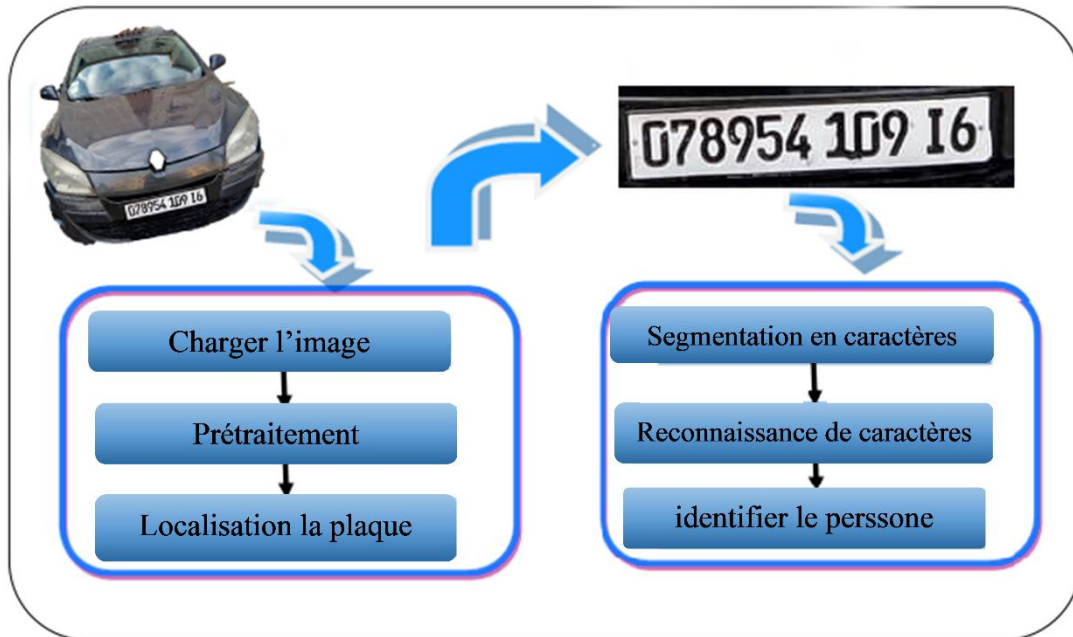 078954 109 16
078954 109 16
Charger l’image
Prétraitement
Localisation la plaque
Segmentation en caractères
Reconnaissance de caractères
identifier le perssone